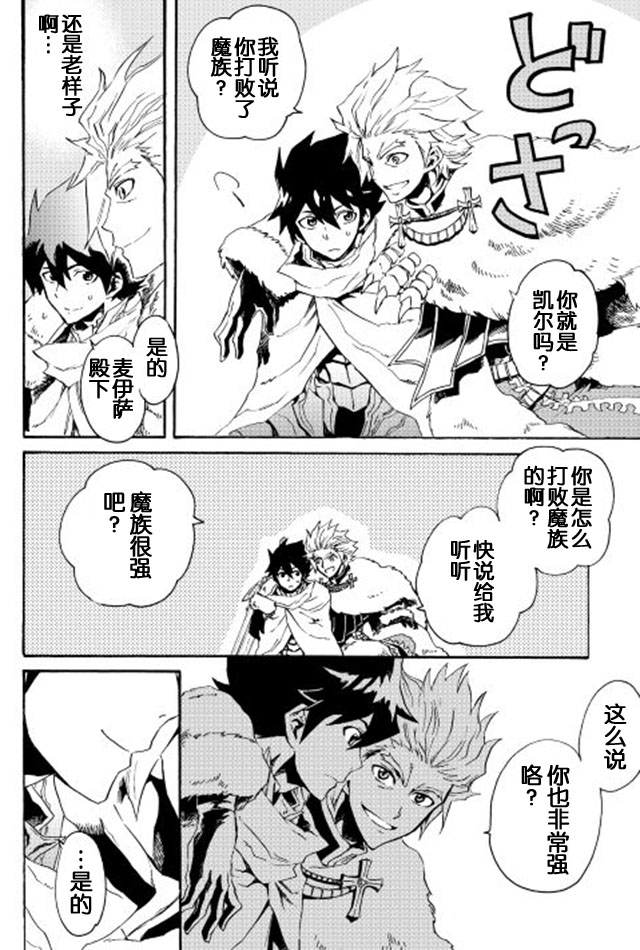 どさっ
你就是
凯尔吗？
我听说
你打败了
魔族？
还是老样子
啊…
是的
麦伊萨
殿下
你是怎么
打败魔族
的啊？
快说给我
听听
魔族很强
吧？
这么说
你也非常强
咯？
…是的